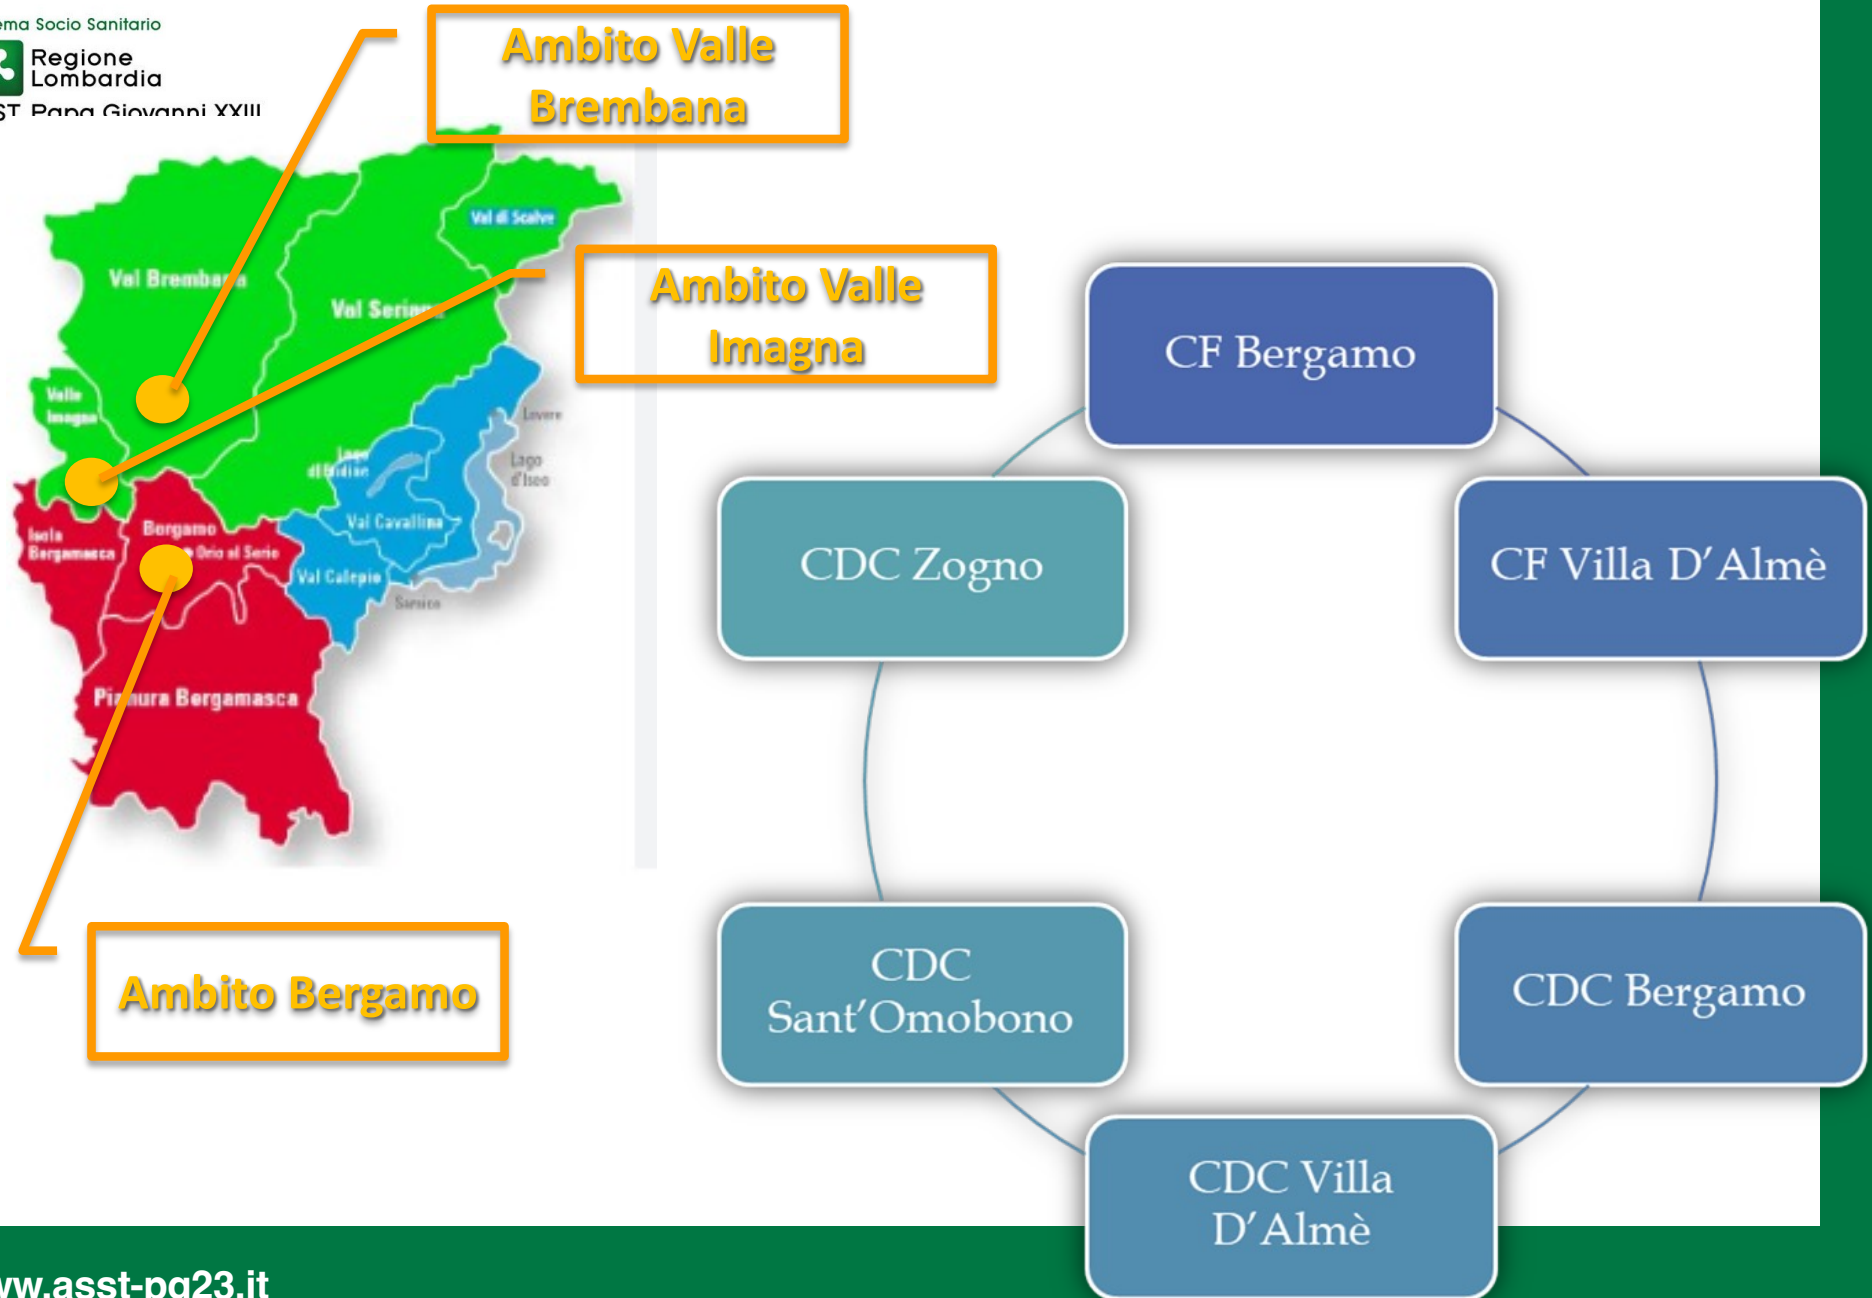 ema Socio Sanitario
Regione
Lombardia
ST Papa Giovanni XXIII
Ambito Valle
Brembana
Val di Scalve
Val Brembana
Val Seriana
Ambito Valle
Imagna
Valle
Imagna
Lovere
Lago
d'Iseo
Lago
di Endine
Val Cavallina
Isola
Bergamasca
Bergamo
Orio al Serio
Val Calepio
Sarnico
Pianura Bergamasca
Ambito Bergamo
CF Bergamo
CF Villa D'Almè
CDC Bergamo
CDC Villa
D'Almè
CDC
Sant'Omobono
CDC Zogno
ww.asst-pg23.it